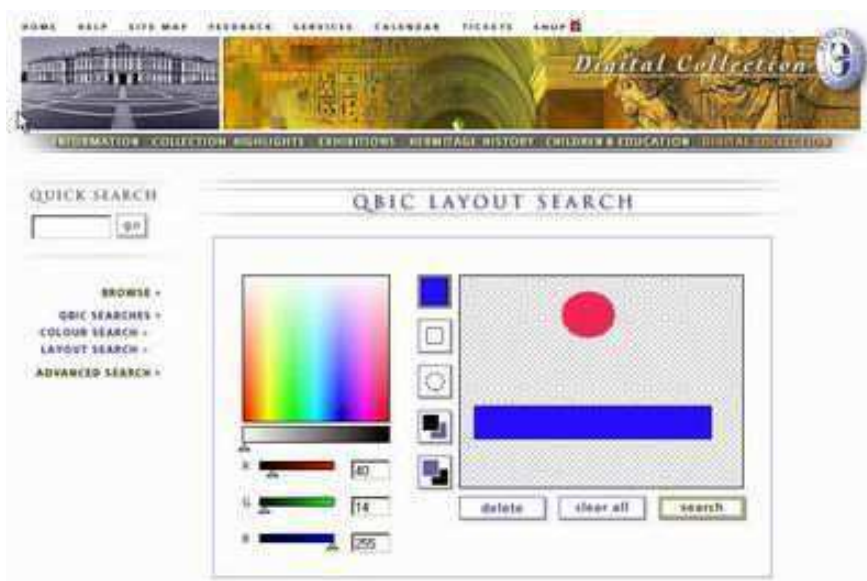 HOME HELP SITE MAP FEEDBACK SERVICES CALENDAR TICKETS SHOP
Digital Collection
INFORMATION COLLECTION HIGHLIGHTS EXHIBITIONS HERMITAGE HISTORY CHILDREN & EDUCATION DIGITAL COLLECTION
QUICK SEARCH
go
QBIC LAYOUT SEARCH
BROWSE
QBIC SEARCHES
COLOUR SEARCH
LAYOUT SEARCH
ADVANCED SEARCH
R 40
G 14
B 255
delete clear all search